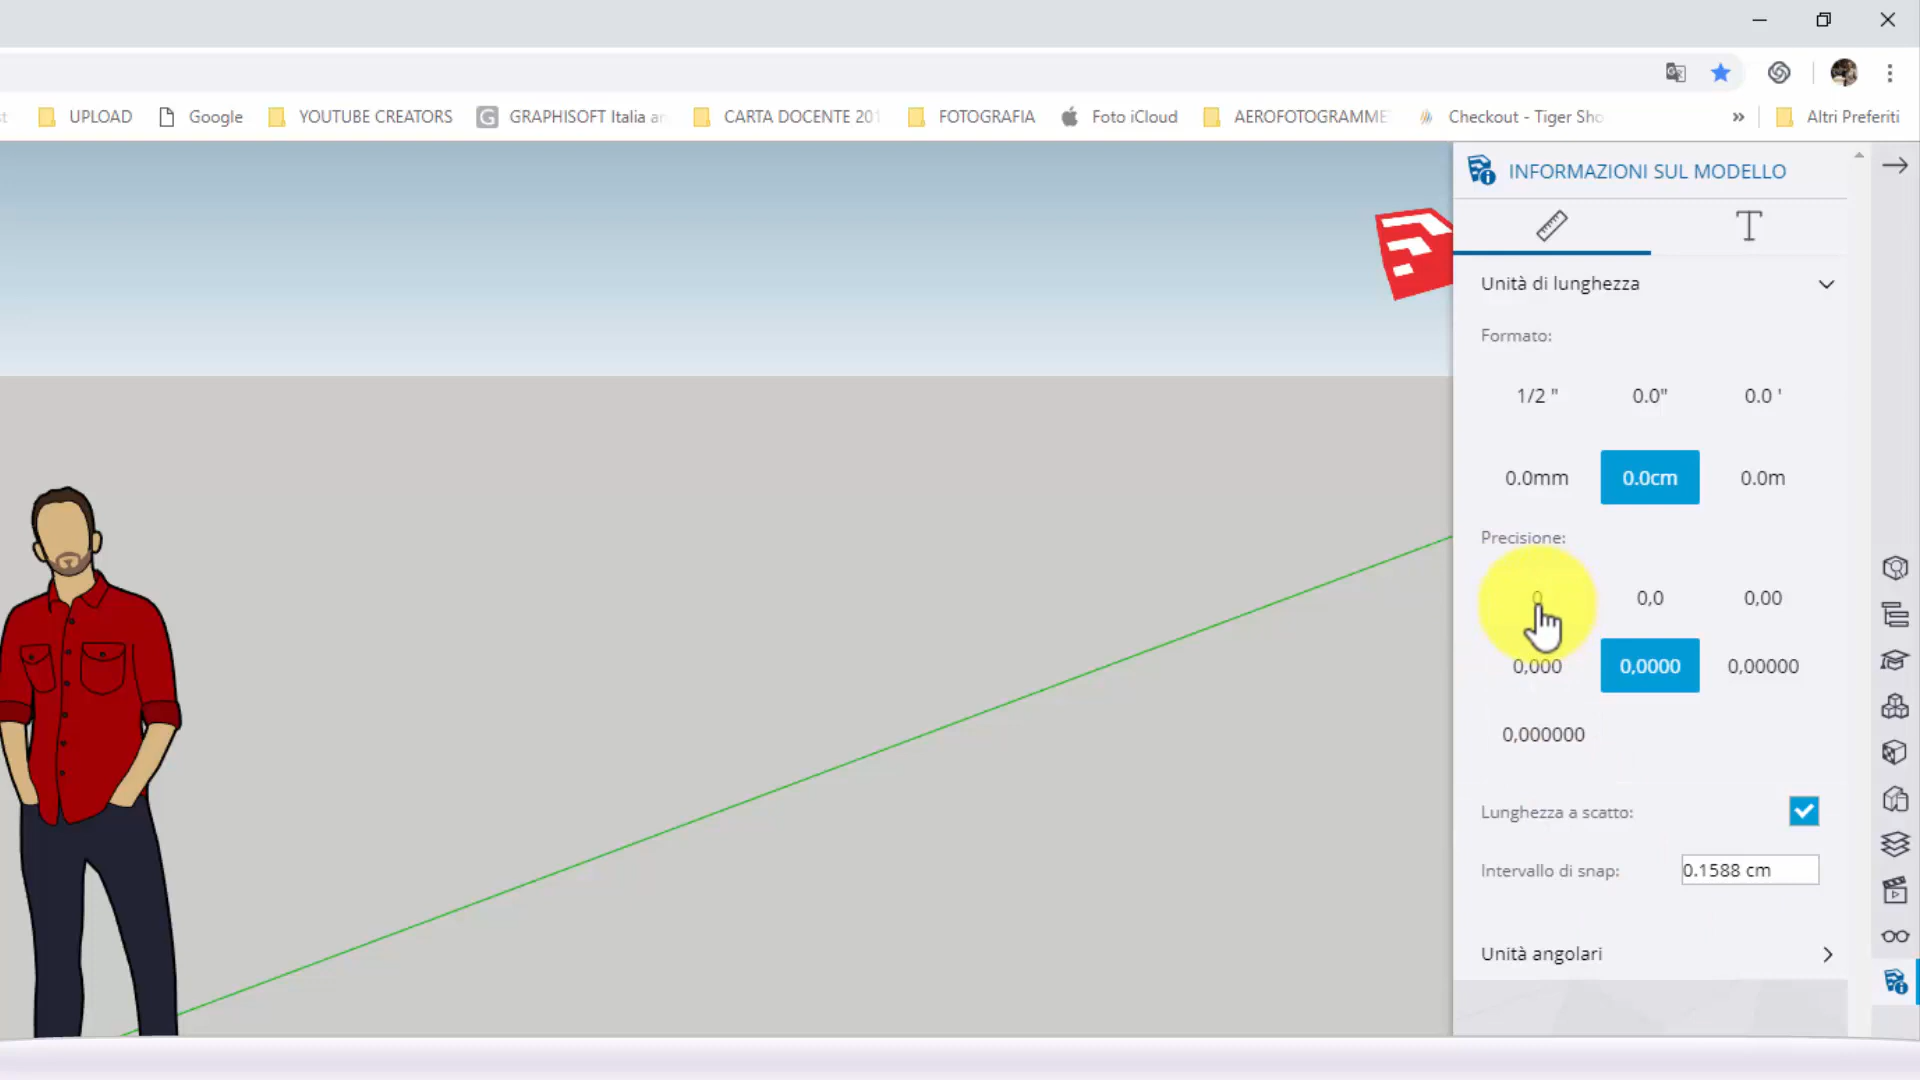 UPLOAD Google YOUTUBE CREATORS G GRAPHISOFT Italia CARTA DOCENTE 201 FOTOGRAFIA Foto iCloud AEROFOTOGRAMME Checkout - Tiger Sho » Altri Preferiti
INFORMAZIONI SUL MODELLO
T
Unità di lunghezza
Formato:
1/2 " 0.0" 0.0 '
0.0mm 0.0cm 0.0m
Precisione:
0 0,0 0,00
0,000 0,0000 0,00000
0,000000
Lunghezza a scatto:
Intervallo di snap: 0.1588 cm
Unità angolari